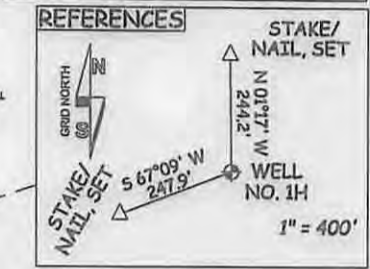 REFERENCES
STAKE/
NAIL, SET
GRID NORTH
N
S
N 01°17' W
244.2'
S 67°09' W
247.9'
STAKE/
NAIL, SET
WELL
NO. 1H
1" = 400'